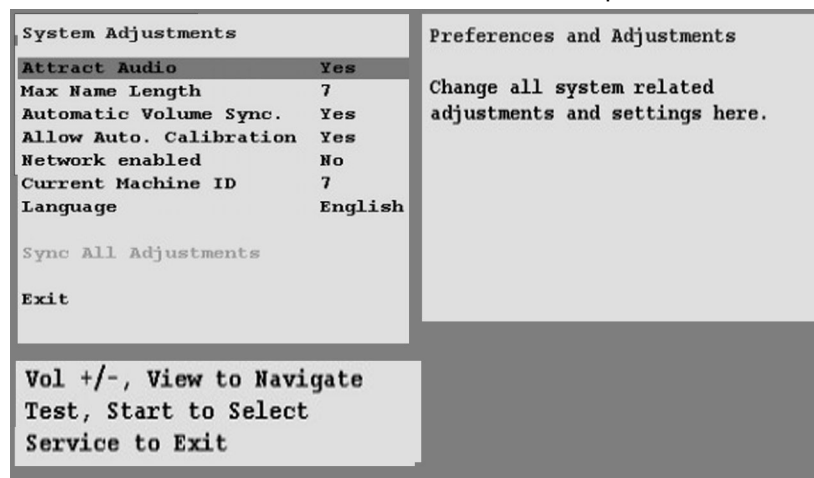 System Adjustments
Attract Audio Yes
Max Name Length 7
Automatic Volume Sync. Yes
Allow Auto. Calibration Yes
Network enabled No
Current Machine ID 7
Language English
Sync All Adjustments
Exit
Preferences and Adjustments
Change all system related
adjustments and settings here.
Vol +/-, View to Navigate
Test, Start to Select
Service to Exit